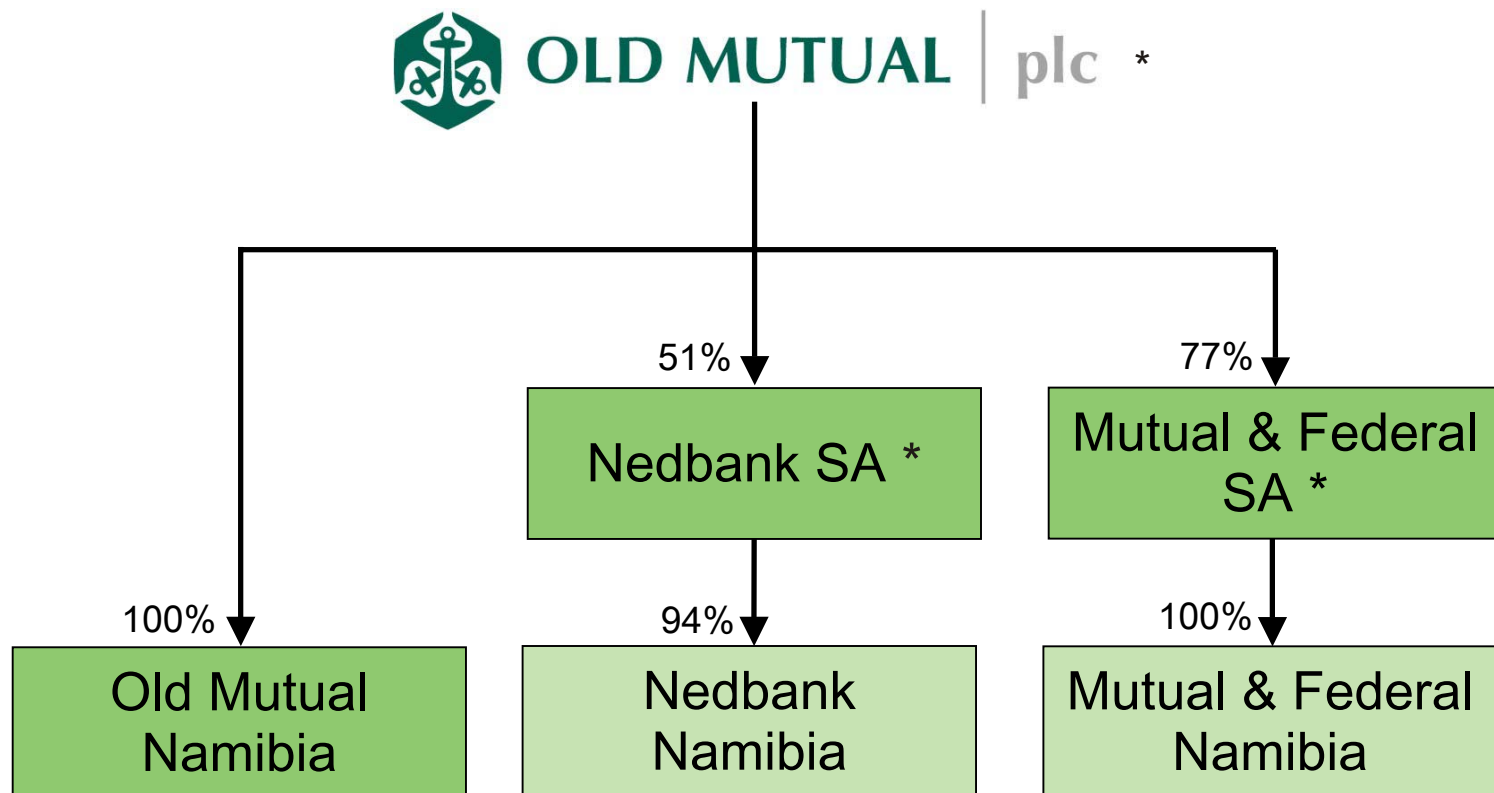 OLD MUTUAL | plc *
51%
77%
Nedbank SA *
Mutual & Federal
SA *
100%
94%
100%
Old Mutual
Namibia
Nedbank
Namibia
Mutual & Federal
Namibia